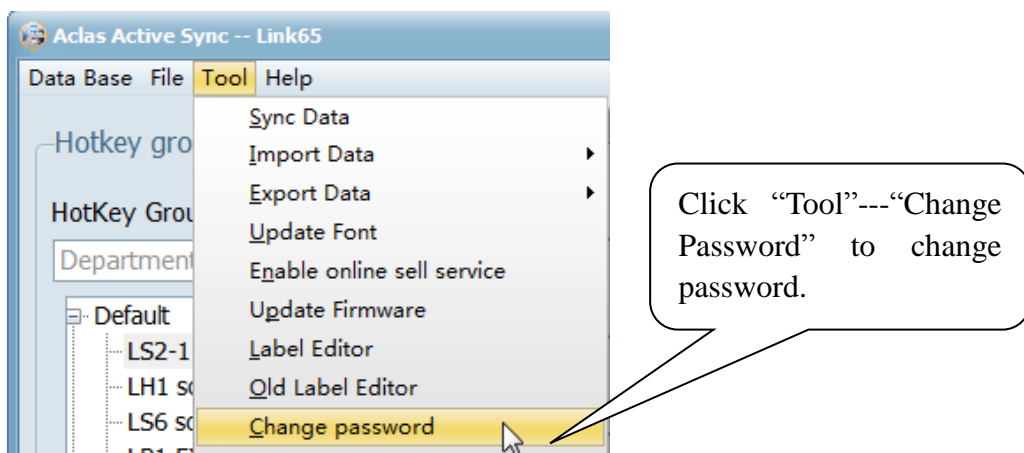 Aclas Active Sync -- Link65
Data Base File Tool Help
Sync Data
Import Data
Export Data
Update Font
Enable online sell service
Update Firmware
Label Editor
Old Label Editor
Change password
Hotkey gro
HotKey Grou
Department
Default
LS2-1
LH1 sc
LS6 sc
Click “Tool”---“Change
Password” to change
password.